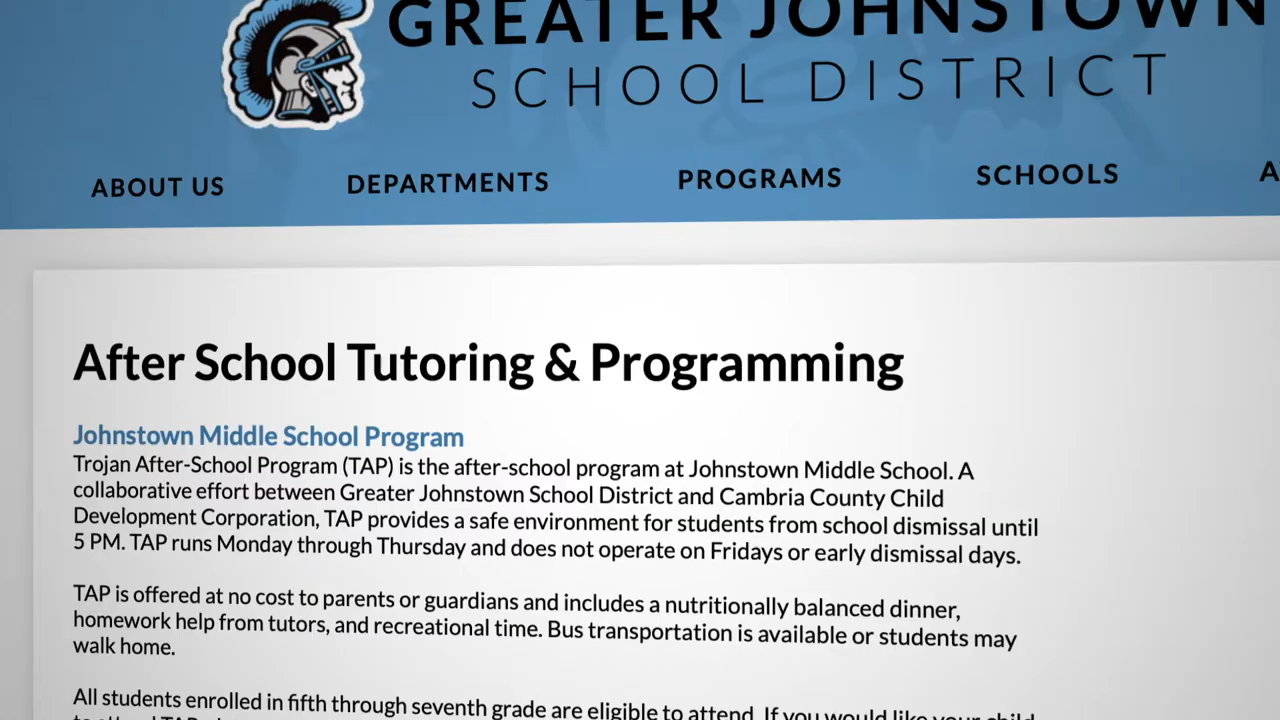 GREATER JOHNSTOWN
SCHOOL DISTRICT
ABOUT US DEPARTMENTS PROGRAMS SCHOOLS A
After School Tutoring & Programming
Johnstown Middle School Program
Trojan After-School Program (TAP) is the after-school program at Johnstown Middle School. A
collaborative effort between Greater Johnstown School District and Cambria County Child
Development Corporation, TAP provides a safe environment for students from school dismissal until
5 PM. TAP runs Monday through Thursday and does not operate on Fridays or early dismissal days.
TAP is offered at no cost to parents or guardians and includes a nutritionally balanced dinner,
homework help from tutors, and recreational time. Bus transportation is available or students may
walk home.
All students enrolled in fifth through seventh grade are eligible to attend. If you would like your child
to attend TAP